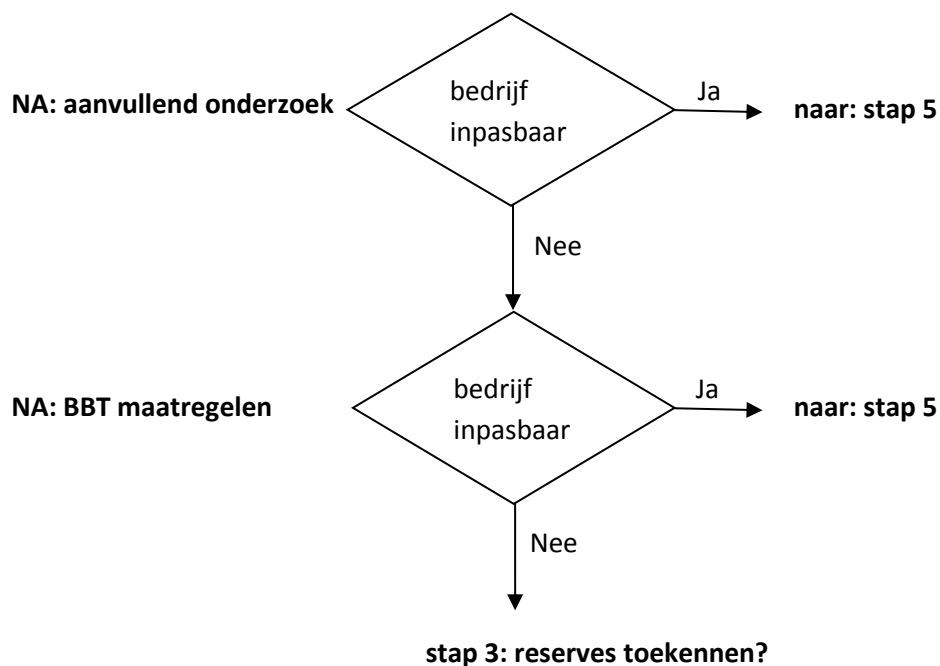 NA: aanvullend onderzoek
bedrijf
inpasbaar
Ja
naar: stap 5
Nee
NA: BBT maatregelen
bedrijf
inpasbaar
Ja
naar: stap 5
Nee
stap 3: reserves toekennen?